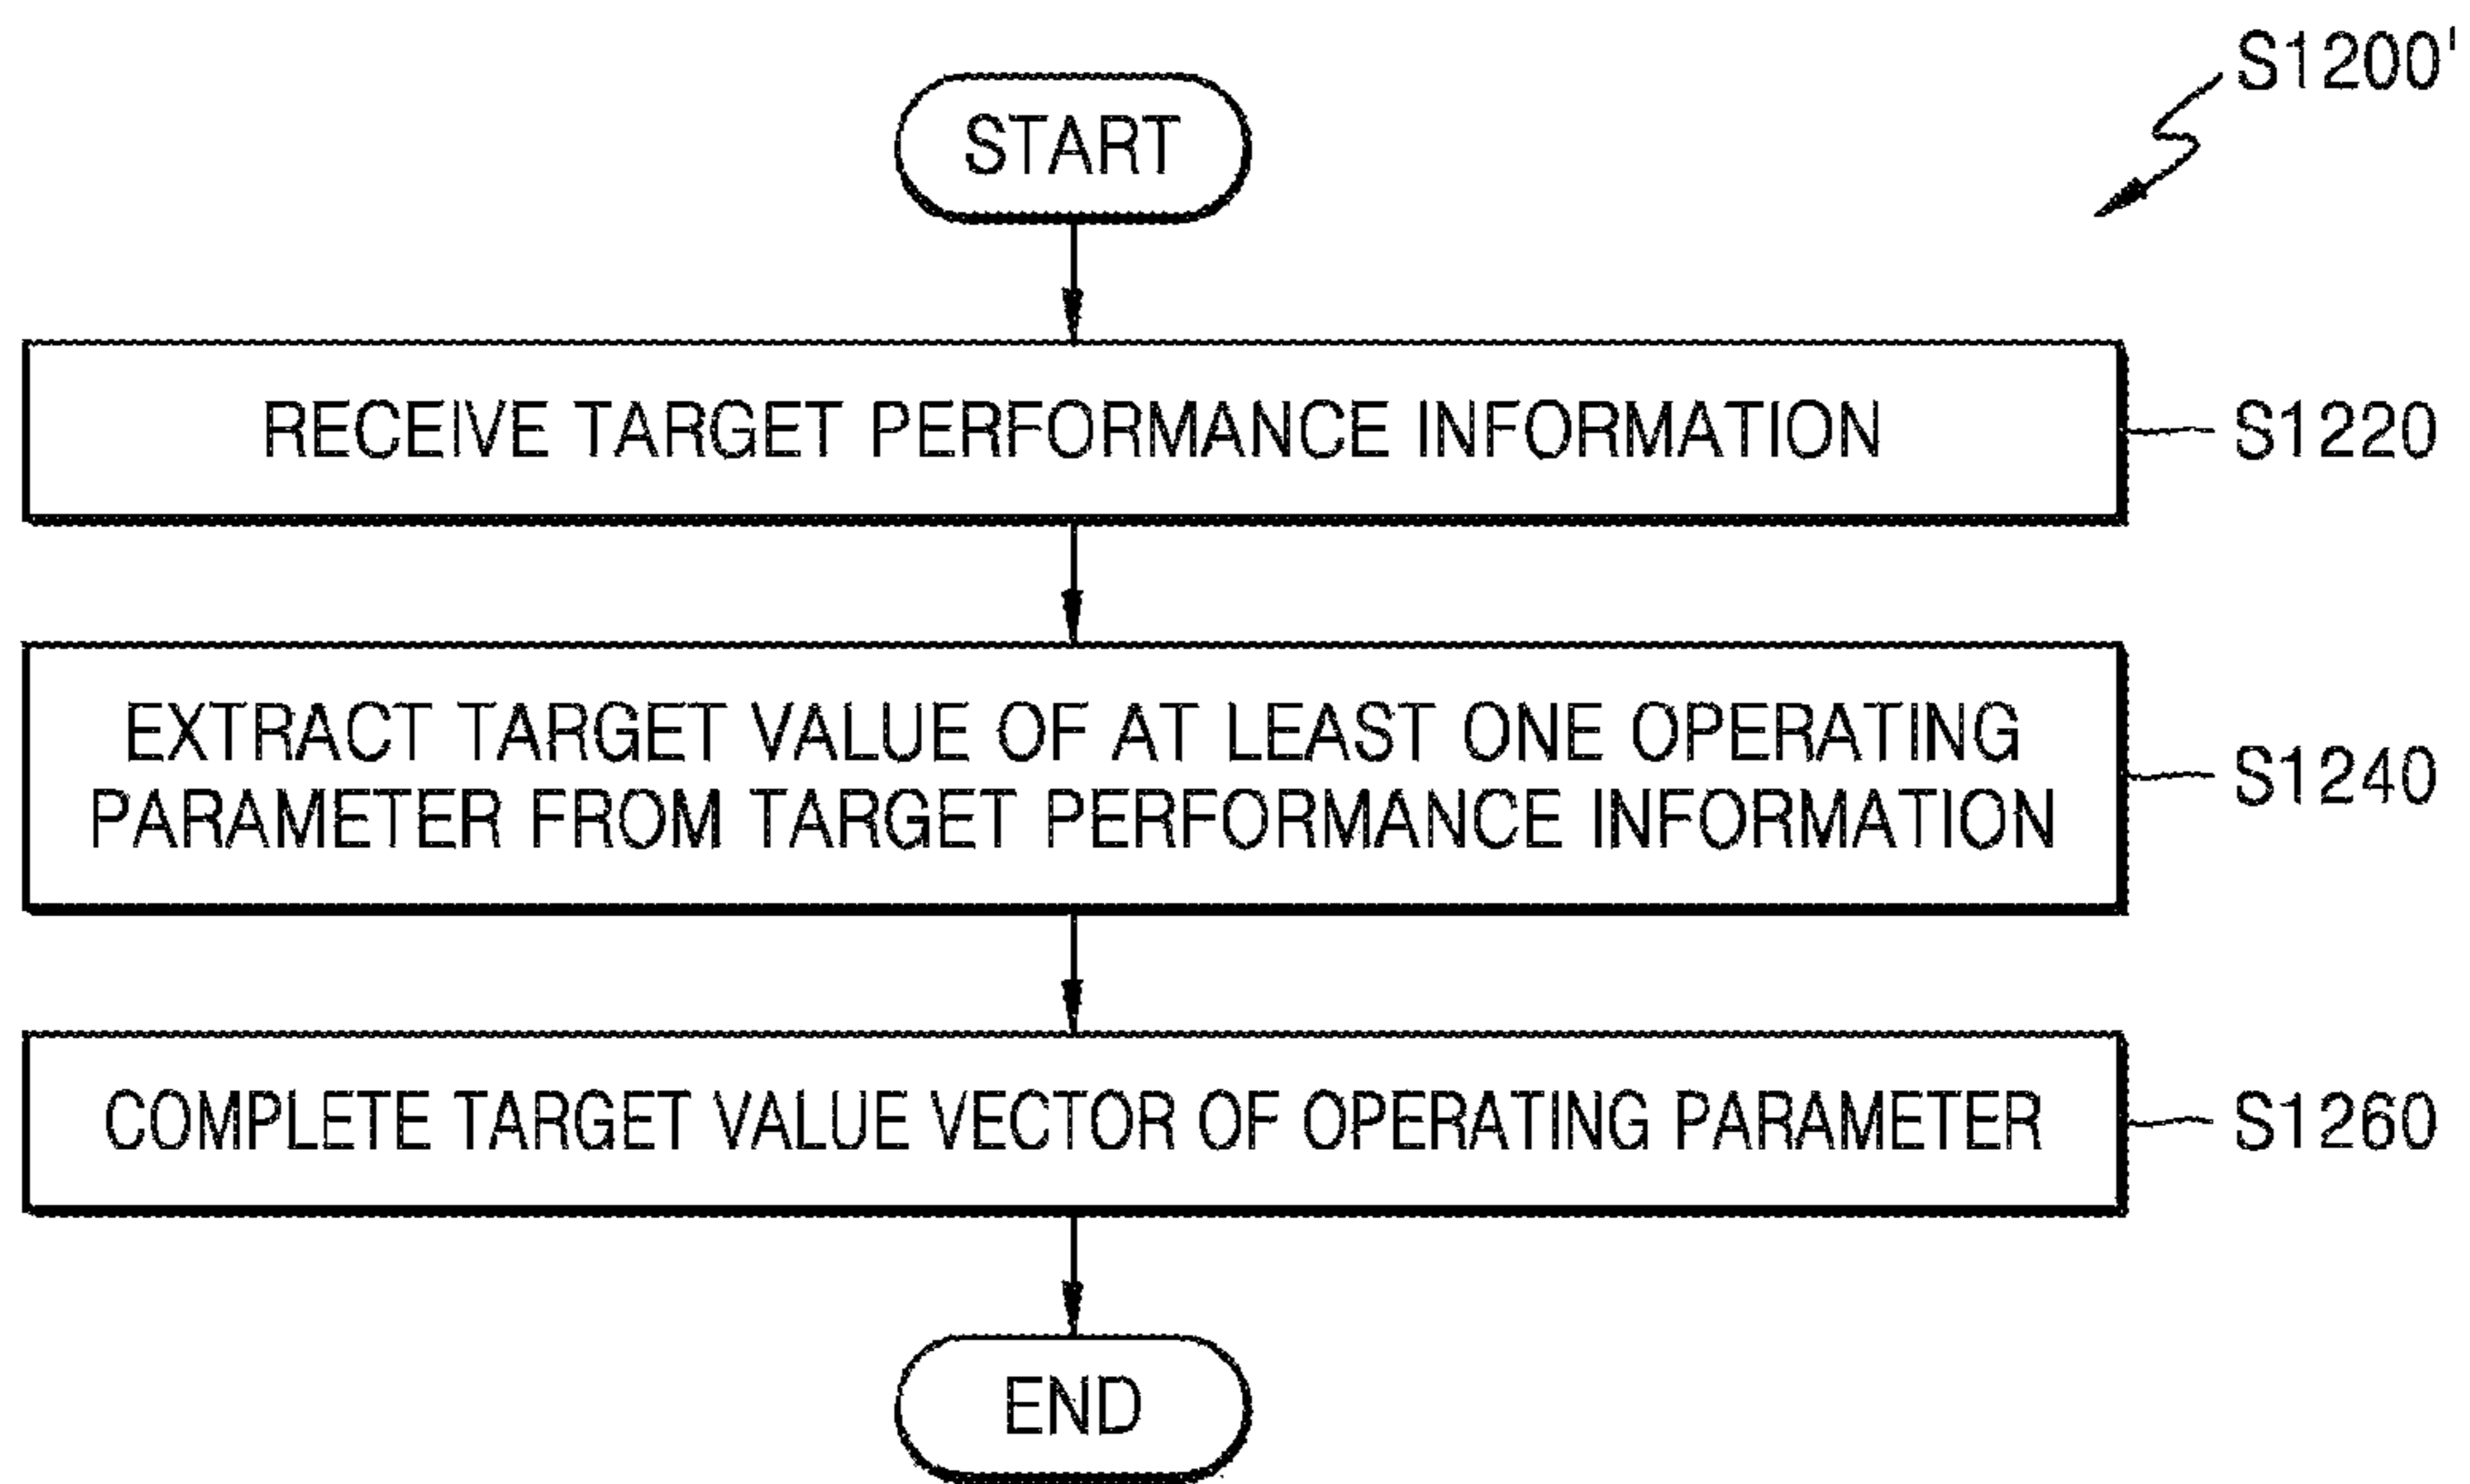 S1200'
START
RECEIVE TARGET PERFORMANCE INFORMATION
S1220
EXTRACT TARGET VALUE OF AT LEAST ONE OPERATING
PARAMETER FROM TARGET PERFORMANCE INFORMATION
S1240
COMPLETE TARGET VALUE VECTOR OF OPERATING PARAMETER
S1260
END